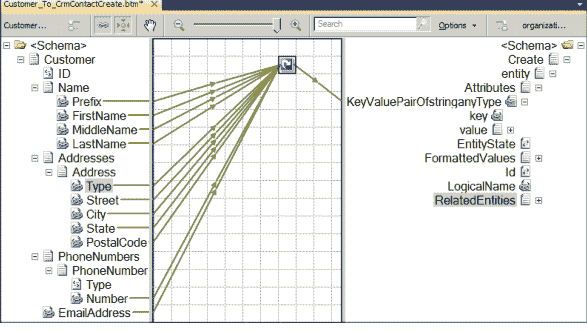 Customer_To_CrmContactCreate.btm*
Customer...
Search
Options
organizati...
<Schema>
Customer
ID
Name
Prefix
FirstName
MiddleName
LastName
Addresses
Address
Type
Street
City
State
PostalCode
PhoneNumbers
PhoneNumber
Type
Number
EmailAddress
<Schema>
Create
entity
Attributes
KeyValuePairOfstringanyType
key
value
EntityState
FormattedValues
Id
LogicalName
RelatedEntities